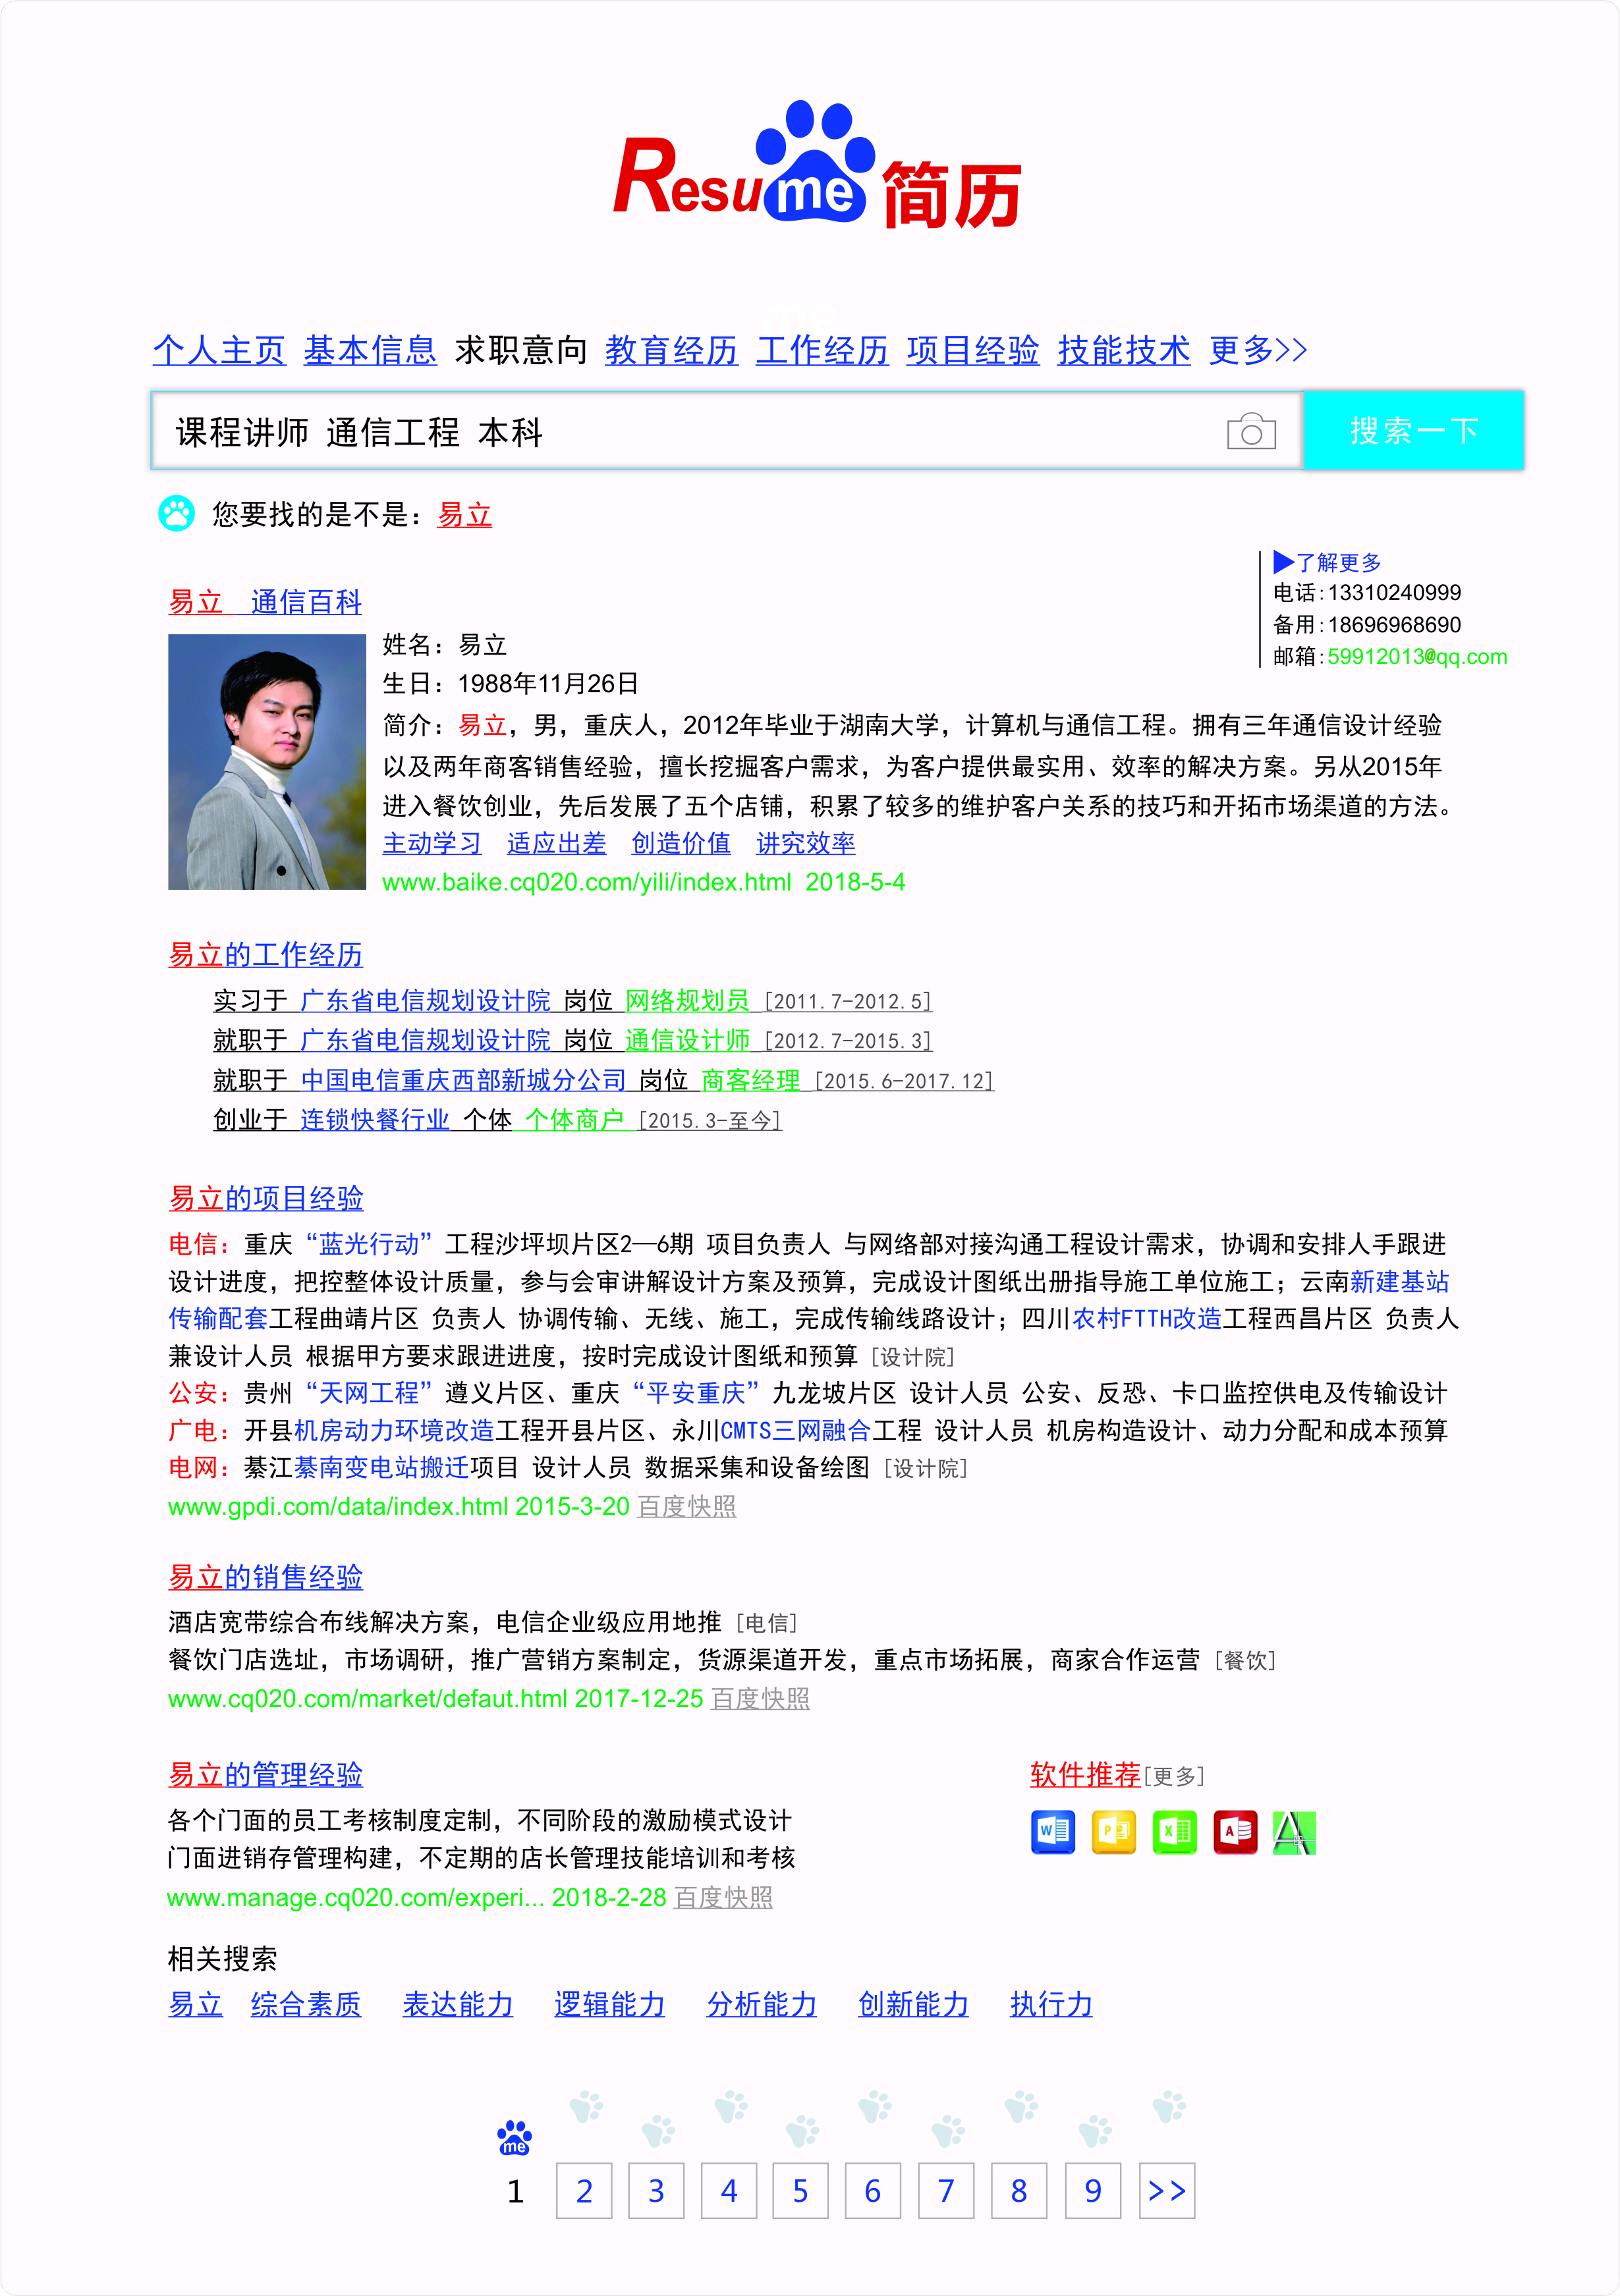 Resume简历
me
个人主页 基本信息 求职意向 教育经历 工作经历 项目经验 技能技术 更多>>
课程讲师 通信工程 本科 搜索一下
您要找的是不是：易立
▶了解更多
电话:13310240999
备用:18696968690
邮箱:59912013@qq.com
易立 通信百科
姓名：易立
生日：1988年11月26日
简介：易立，男，重庆人，2012年毕业于湖南大学，计算机与通信工程。拥有三年通信设计经验
以及两年商客销售经验，擅长挖掘客户需求，为客户提供最实用、效率的解决方案。另从2015年
进入餐饮创业，先后发展了五个店铺，积累了较多的维护客户关系的技巧和开拓市场渠道的方法。
主动学习 适应出差 创造价值 讲究效率
www.baike.cq020.com/yili/index.html 2018-5-4
易立的工作经历
实习于 广东省电信规划设计院 岗位 网络规划员 [2011.7-2012.5]
就职于 广东省电信规划设计院 岗位 通信设计师 [2012.7-2015.3]
就职于 中国电信重庆西部新城分公司 岗位 商客经理 [2015.6-2017.12]
创业于 连锁快餐行业 个体 个体商户 [2015.3-至今]
易立的项目经验
电信：重庆“蓝光行动”工程沙坪坝片区2—6期 项目负责人 与网络部对接沟通工程设计需求，协调和安排人手跟进
设计进度，把控整体设计质量，参与会审讲解设计方案及预算，完成设计图纸出册指导施工单位施工；云南新建基站
传输配套工程曲靖片区 负责人 协调传输、无线、施工，完成传输线路设计；四川农村FTTH改造工程西昌片区 负责人
兼设计人员 根据甲方要求跟进进度，按时完成设计图纸和预算 [设计院]
公安：贵州“天网工程”遵义片区、重庆“平安重庆”九龙坡片区 设计人员 公安、反恐、卡口监控供电及传输设计
广电：开县机房动力环境改造工程开县片区、永川CMTS三网融合工程 设计人员 机房构造设计、动力分配和成本预算
电网：綦江綦南变电站搬迁项目 设计人员 数据采集和设备绘图 [设计院]
www.gpdi.com/data/index.html 2015-3-20 百度快照
易立的销售经验
酒店宽带综合布线解决方案，电信企业级应用地推 [电信]
餐饮门店选址，市场调研，推广营销方案制定，货源渠道开发，重点市场拓展，商家合作运营 [餐饮]
www.cq020.com/market/defaut.html 2017-12-25 百度快照
易立的管理经验
各个门面的员工考核制度定制，不同阶段的激励模式设计
门面进销存管理构建，不定期的店长管理技能培训和考核
www.manage.cq020.com/experi... 2018-2-28 百度快照
软件推荐[更多]
W P X A A
相关搜索
易立 综合素质 表达能力 逻辑能力 分析能力 创新能力 执行力
me
1 2 3 4 5 6 7 8 9 >>